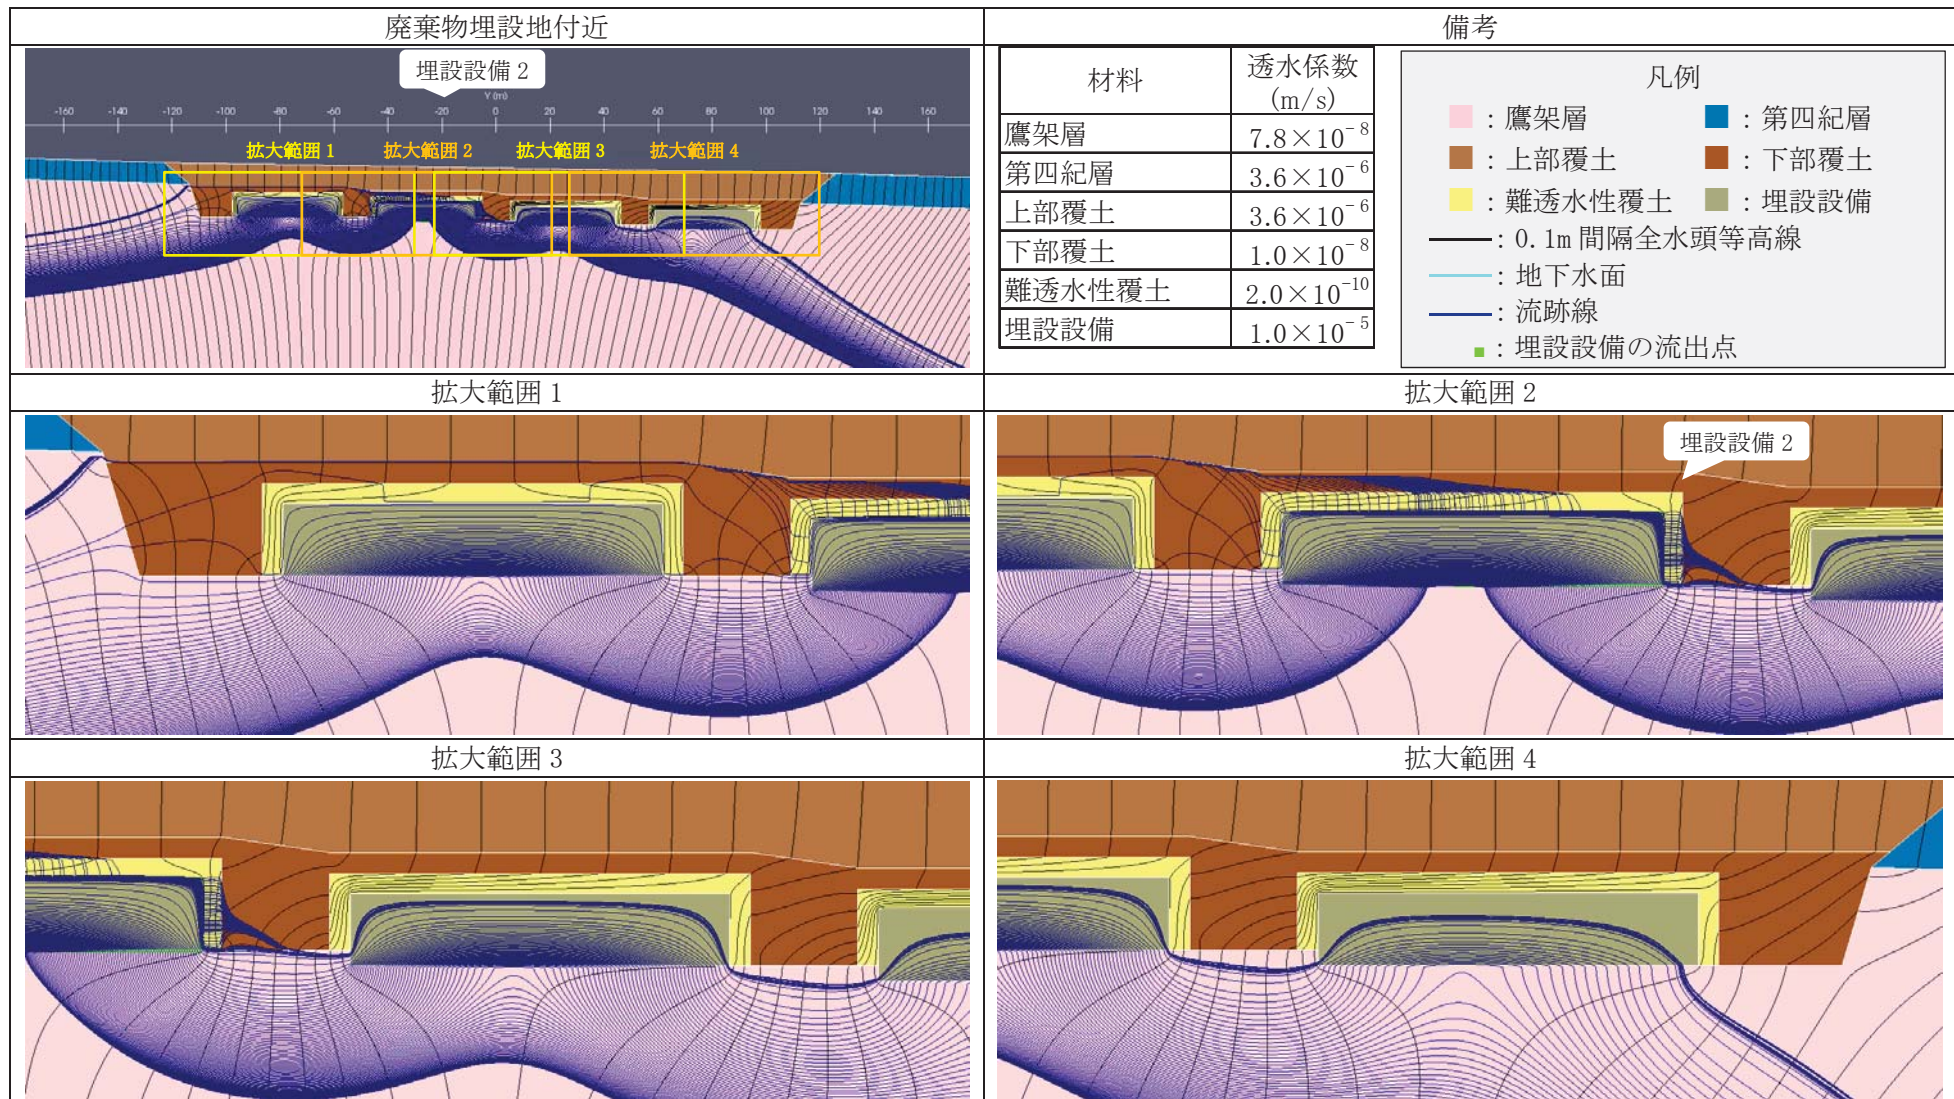 廃棄物埋設地付近
備考
埋設設備 2
Y (m)
-160 -140 -120 -100 -80 -60 -40 -20 0 20 40 60 80 100 120 140 160
拡大範囲 1 拡大範囲 2 拡大範囲 3 拡大範囲 4
材料 透水係数
(m/s)
鷹架層 7.8×10⁻⁸
第四紀層 3.6×10⁻⁶
上部覆土 3.6×10⁻⁶
下部覆土 1.0×10⁻⁸
難透水性覆土 2.0×10⁻¹⁰
埋設設備 1.0×10⁻⁵
凡例
:鷹架層 :第四紀層
:上部覆土 :下部覆土
:難透水性覆土 :埋設設備
:0.1m 間隔全水頭等高線
:地下水面
:流跡線
:埋設設備の流出点
拡大範囲 1
拡大範囲 2
埋設設備 2
拡大範囲 3
拡大範囲 4